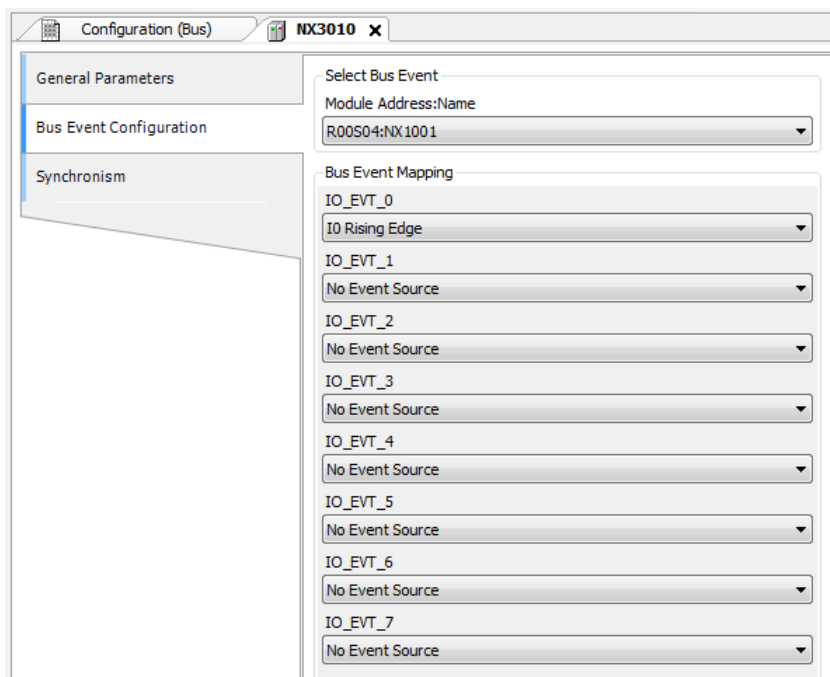 Configuration (Bus)
NX3010
General Parameters
Bus Event Configuration
Synchronism
Select Bus Event
Module Address:Name
R00S04:NX1001
Bus Event Mapping
IO_EVT_0
I0 Rising Edge
IO_EVT_1
No Event Source
IO_EVT_2
No Event Source
IO_EVT_3
No Event Source
IO_EVT_4
No Event Source
IO_EVT_5
No Event Source
IO_EVT_6
No Event Source
IO_EVT_7
No Event Source